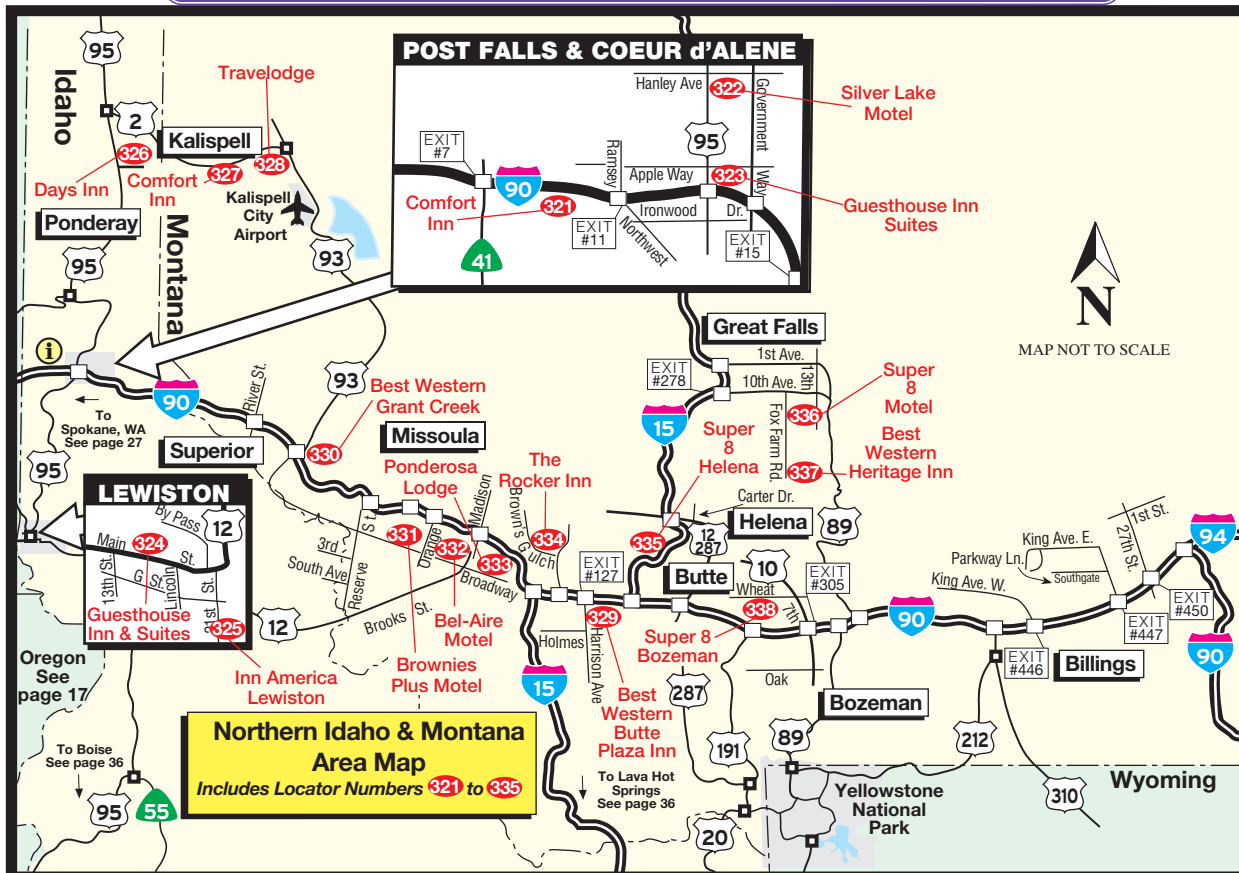 POST FALLS & COEUR d'ALENE
Hanley Ave
322
Government
Way
Silver Lake
Motel
95
EXIT
#7
Ramsey
Apple Way
323
Guesthouse Inn
Suites
90
Comfort
Inn
321
Ironwood
Dr.
EXIT
#11
Northwest
EXIT
#15
41
95
Idaho
2
Travelodge
Kalispell
326
327
328
Days Inn
Comfort
Inn
Kalispell
City
Airport
Ponderay
Montana
95
93
N
MAP NOT TO SCALE
i
90
To
Spokane, WA
See page 27
River St.
93
Superior
Best Western
Grant Creek
330
Missoula
95
Great Falls
1st Ave.
EXIT
#278
10th Ave.
13th
15
Fox Farm Rd.
336
Super
8
Motel
337
Best
Western
Heritage Inn
Super
8
Helena
Carter Dr.
Helena
335
12
287
89
Ponderosa
Lodge
Madison
The
Rocker Inn
Brown's Gulch
334
331
Orange
332
333
Broadway
3rd
South Ave
Reserve
St.
Brooks St.
12
Bel-Aire
Motel
Brownies
Plus Motel
LEWISTON
12
By Pass
Main
324
St.
13th/St.
G. St.
Lincoln
21st
St.
Guesthouse
Inn & Suites
325
Inn America
Lewiston
Oregon
See
page 17
EXIT
#127
Butte
10
EXIT
#305
Wheat
7th
338
Super 8
Bozeman
329
Holmes
Harrison Ave
Best
Western
Butte
Plaza Inn
15
287
Oak
90
Bozeman
191
89
20
King Ave. E.
Parkway Ln.
Southgate
King Ave. W.
27th St.
1st St.
94
EXIT
#450
EXIT
#447
EXIT
#446
Billings
90
212
310
Wyoming
Yellowstone
National
Park
To Lava Hot
Springs
See page 36
To Boise
See page 36
95
55
Northern Idaho & Montana
Area Map
Includes Locator Numbers 321 to 335